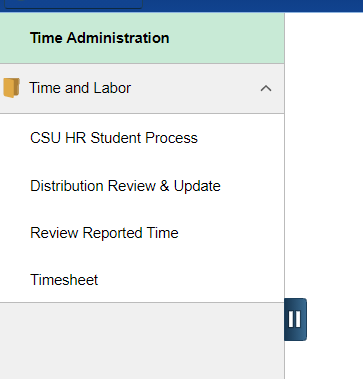 Time Administration
Time and Labor
CSU HR Student Process
Distribution Review & Update
Review Reported Time
Timesheet